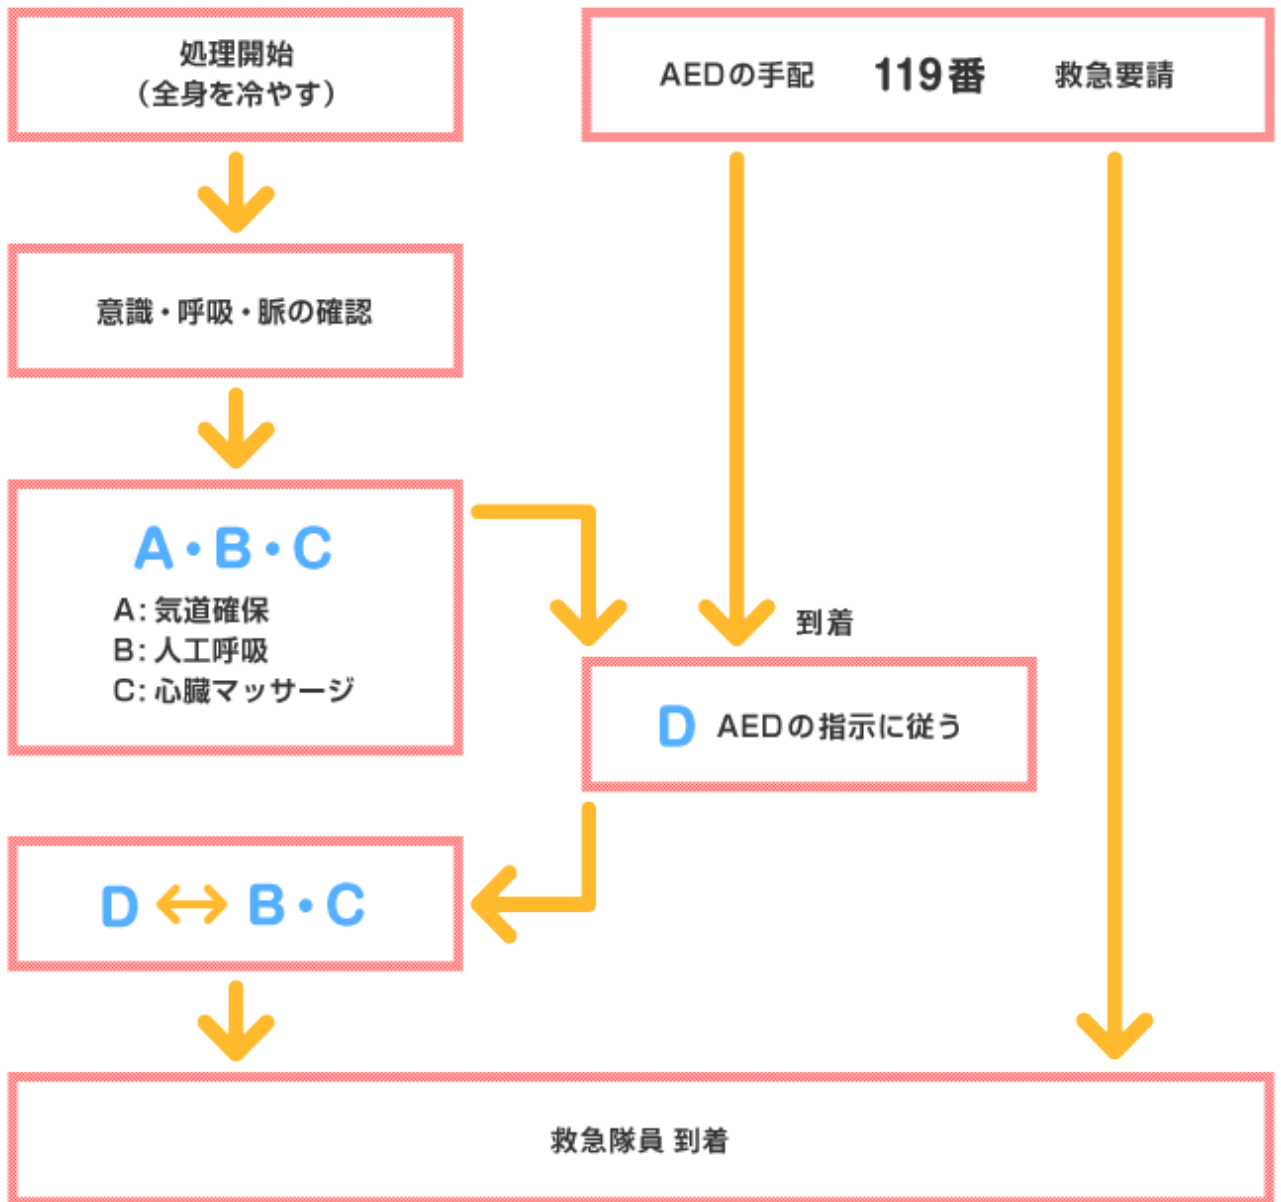 処理開始
(全身を冷やす)
AEDの手配 119番 救急要請
意識・呼吸・脈の確認
A・B・C
A: 気道確保
B: 人工呼吸
C: 心臓マッサージ
到着
D AEDの指示に従う
D ↔ B・C
救急隊員 到着